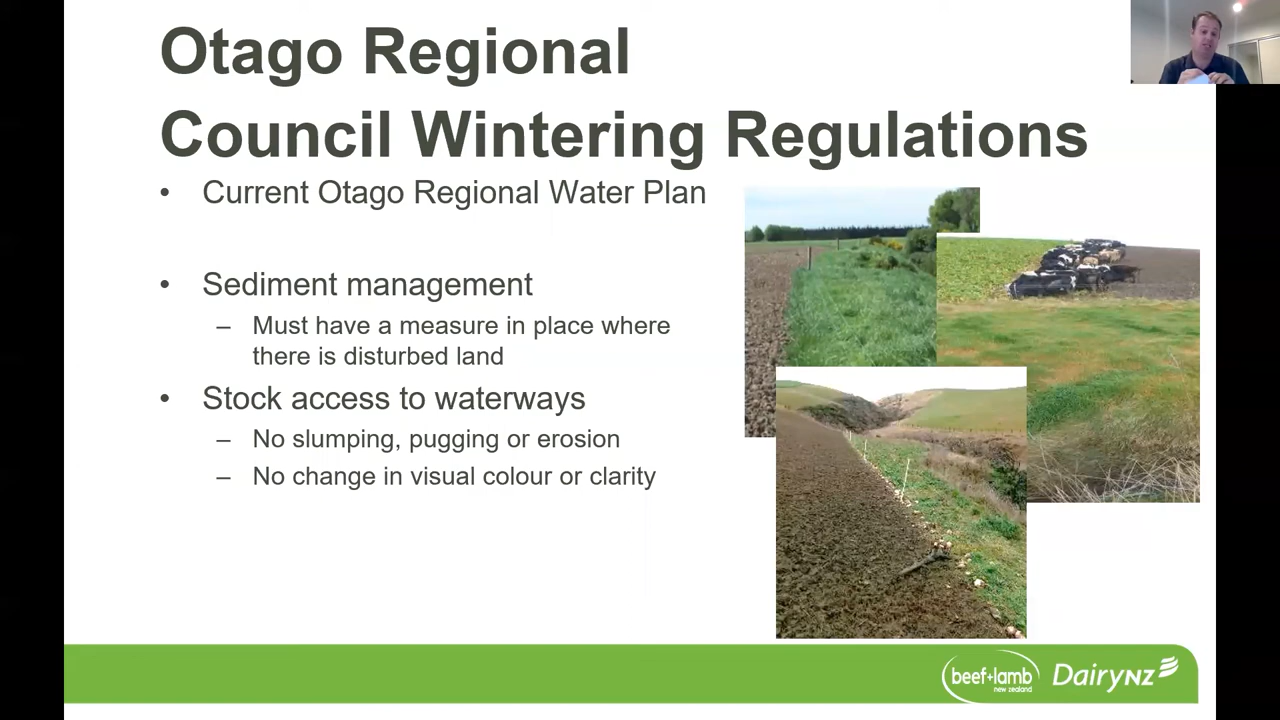 Otago Regional
Council Wintering Regulations
• Current Otago Regional Water Plan
• Sediment management
– Must have a measure in place where
there is disturbed land
• Stock access to waterways
– No slumping, pugging or erosion
– No change in visual colour or clarity
beef+lamb
new zealand
DairyNZ